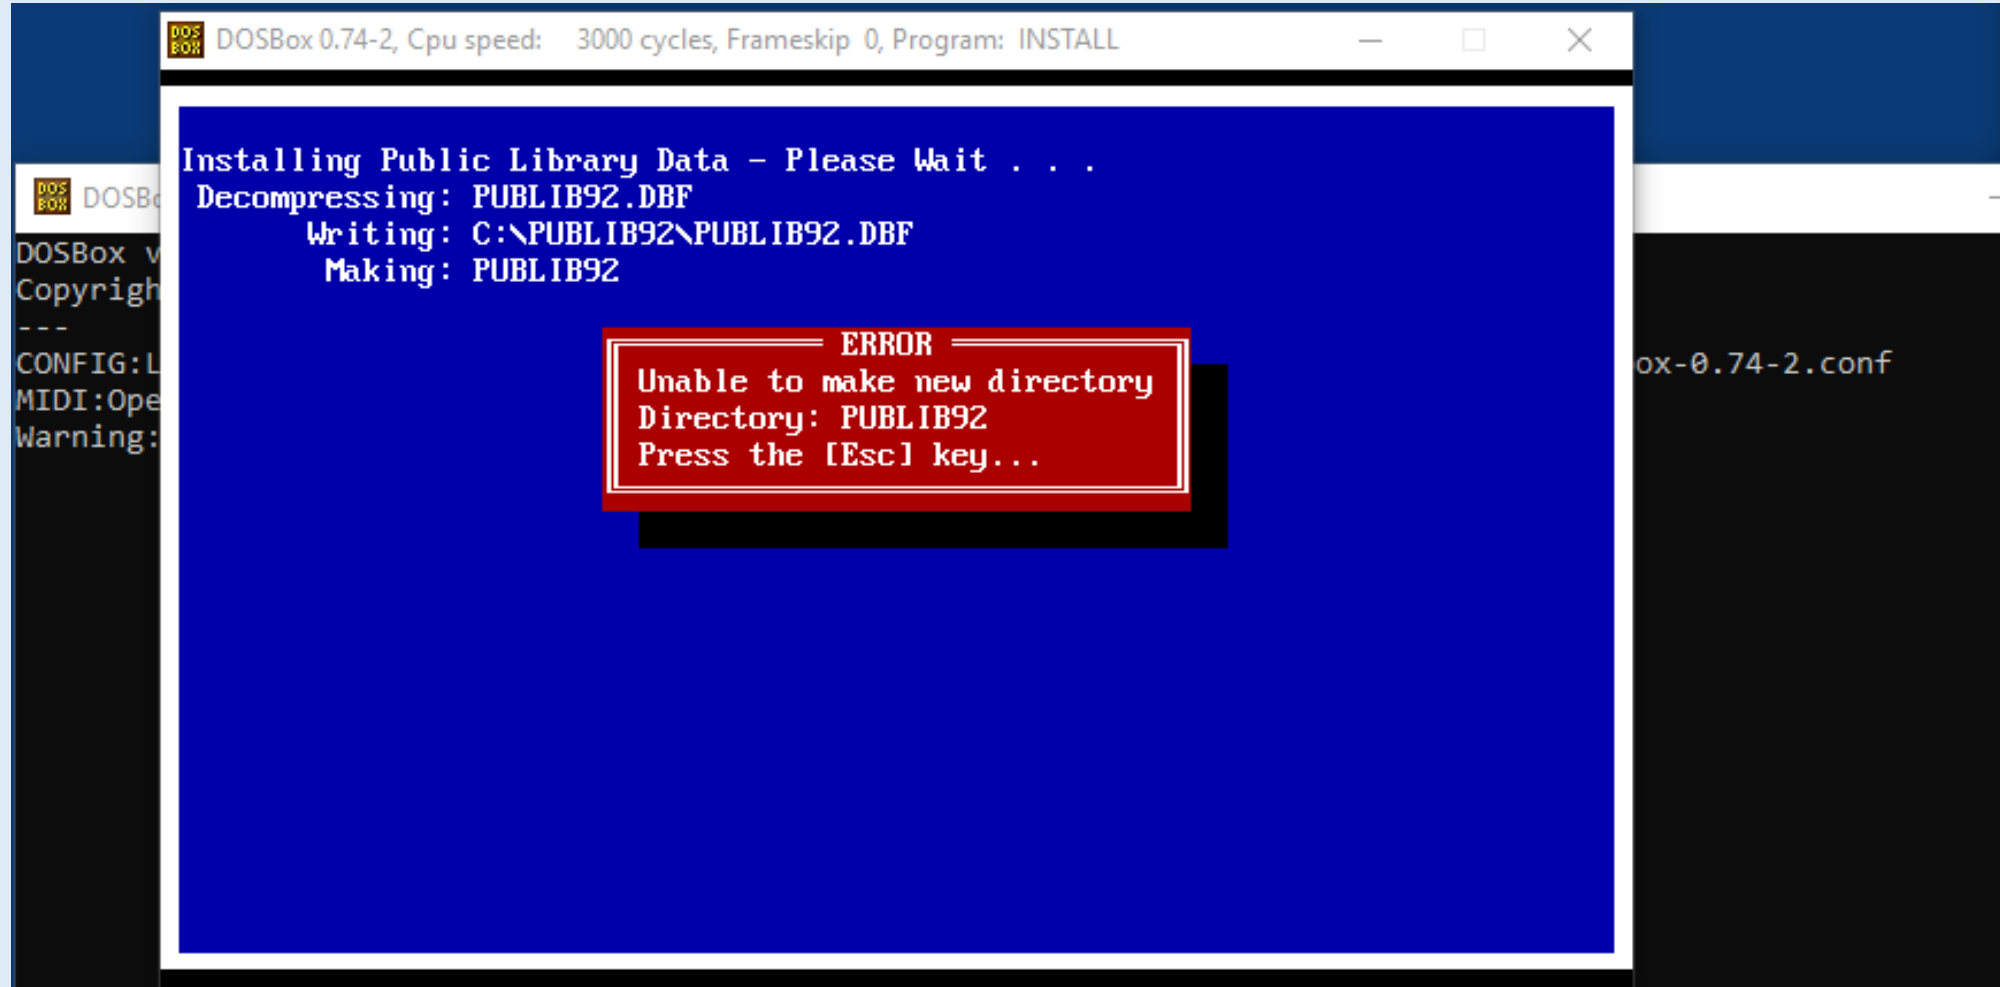 DOSBox 0.74-2, Cpu speed: 3000 cycles, Frameskip 0, Program: INSTALL
Installing Public Library Data - Please Wait . . .
Decompressing: PUBLIB92.DBF
Writing: C:\PUBLIB92\PUBLIB92.DBF
Making: PUBLIB92
ERROR
Unable to make new directory
Directory: PUBLIB92
Press the [Esc] key...
DOSBo
DOSBox v
Copyrigh
---
CONFIG:L
ox-0.74-2.conf
MIDI:Ope
Warning: